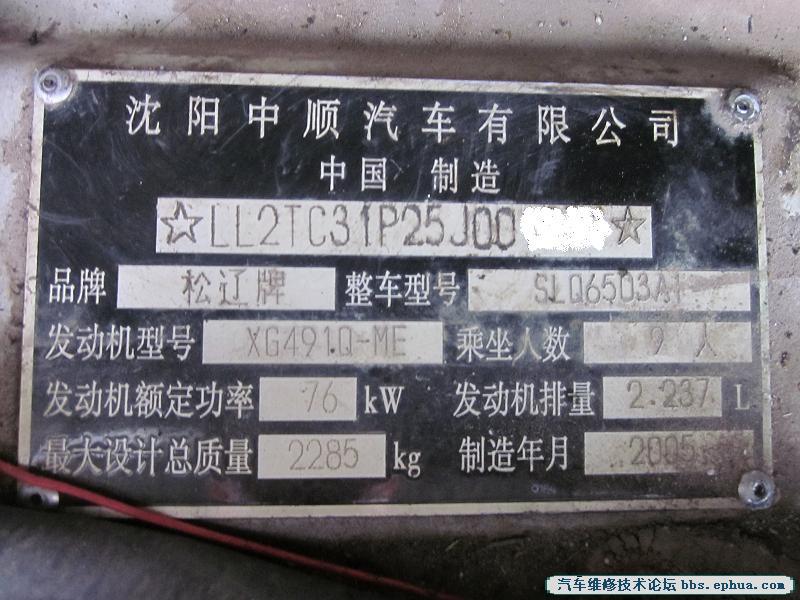 沈阳中顺汽车有限公司
中国 制造
☆LL2TC31P25J00 ☆
品牌 松辽牌 整车型号 SLQ6503A1
发动机型号 XG491Q-ME 乘坐人数 9 人
发动机额定功率 76 kW 发动机排量 2.237 L
最大设计总质量 2285 kg 制造年月 2005
汽车维修技术论坛 bbs.ephua.com